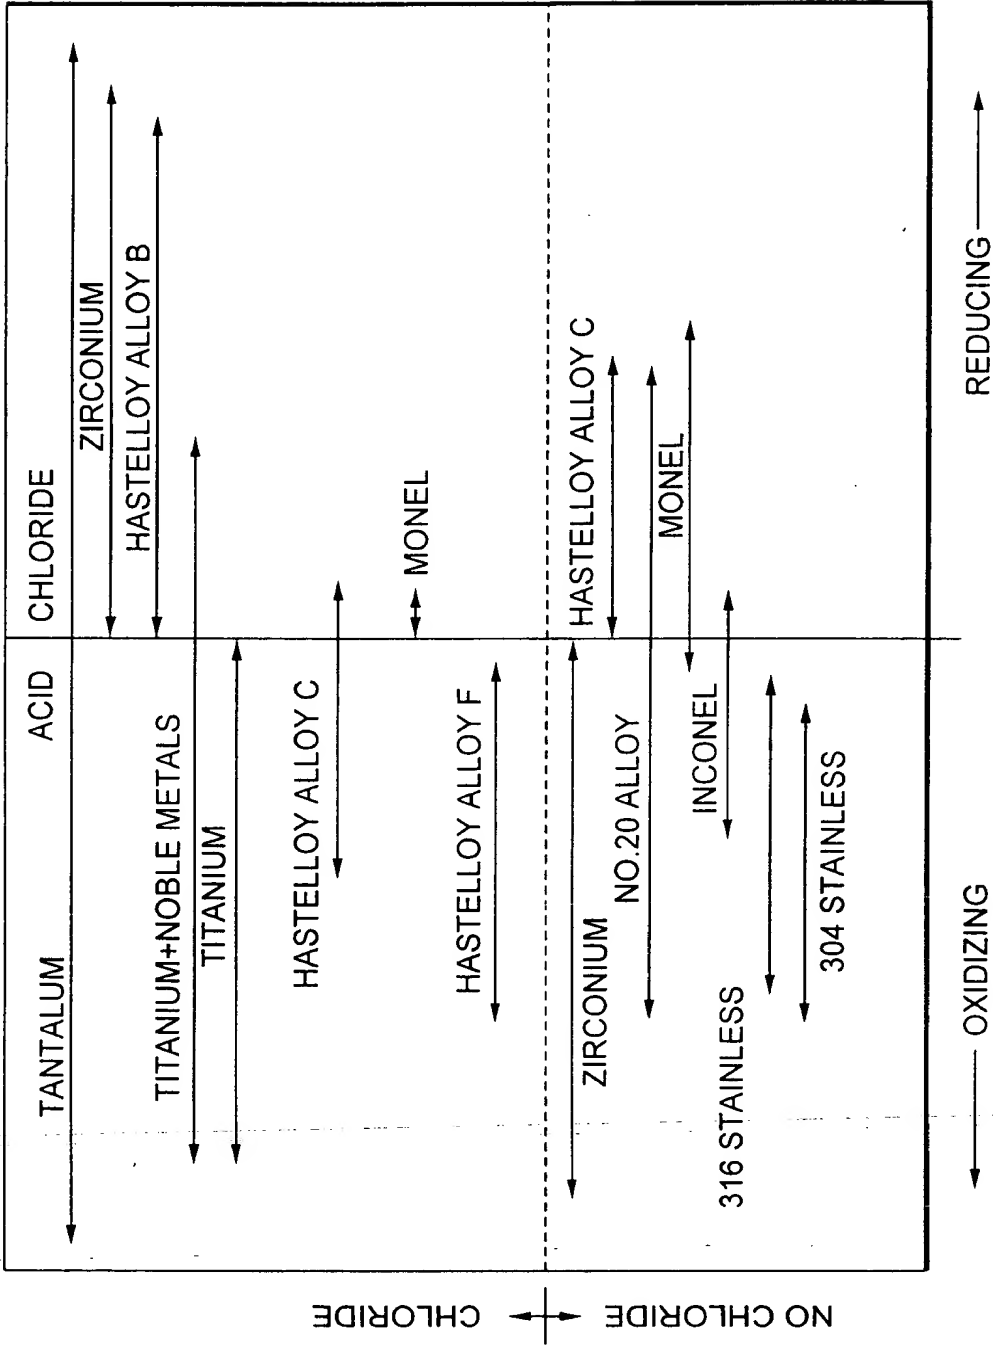 ACID CHLORIDE
TANTALUM
ZIRCONIUM
HASTELLOY ALLOY B
TITANIUM+NOBLE METALS
TITANIUM
HASTELLOY ALLOY C
MONEL
HASTELLOY ALLOY F
HASTELLOY ALLOY C
ZIRCONIUM
NO.20 ALLOY
MONEL
INCONEL
316 STAINLESS
304 STAINLESS
CHLORIDE
NO CHLORIDE
OXIDIZING
REDUCING